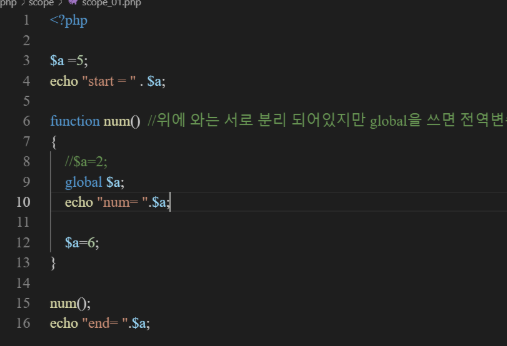 php > scope > scope_01.php
1 <?php
2
3 $a =5;
4 echo "start = " . $a;
5
6 function num() //위에 와는 서로 분리 되어있지만 global을 쓰면 전역변
7 {
8 //$a=2;
9 global $a;
10 echo "num= ".$a;
11
12 $a=6;
13 }
14
15 num();
16 echo "end= ".$a;